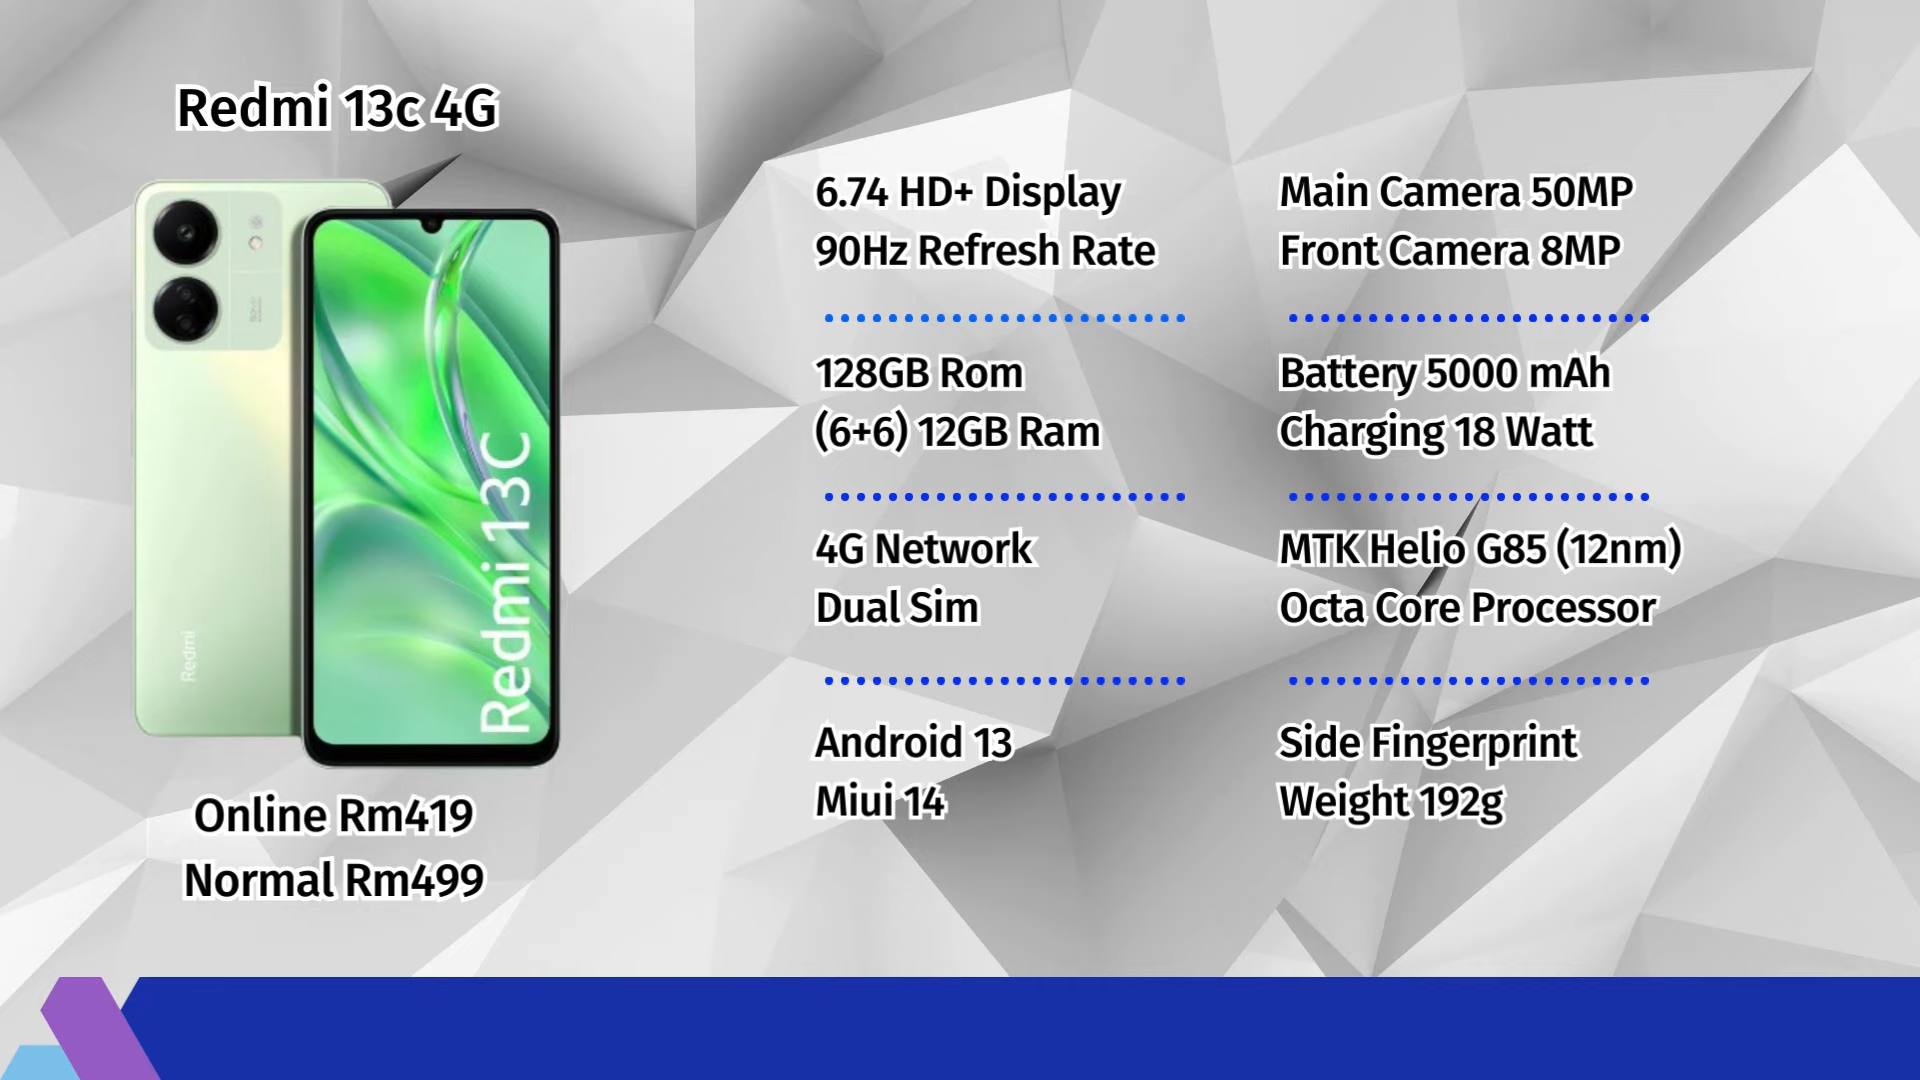 Redmi 13c 4G
Redmi
Redmi 13C
Online Rm419
Normal Rm499
6.74 HD+ Display
90Hz Refresh Rate
128GB Rom
(6+6) 12GB Ram
4G Network
Dual Sim
Android 13
Miui 14
Main Camera 50MP
Front Camera 8MP
Battery 5000 mAh
Charging 18 Watt
MTK Helio G85 (12nm)
Octa Core Processor
Side Fingerprint
Weight 192g